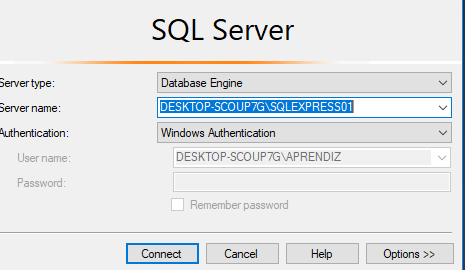 SQL Server
Server type: Database Engine
Server name: DESKTOP-SCOUP7G\SQLEXPRESS01
Authentication: Windows Authentication
User name: DESKTOP-SCOUP7G\APRENDIZ
Password:
Remember password
Connect Cancel Help Options >>